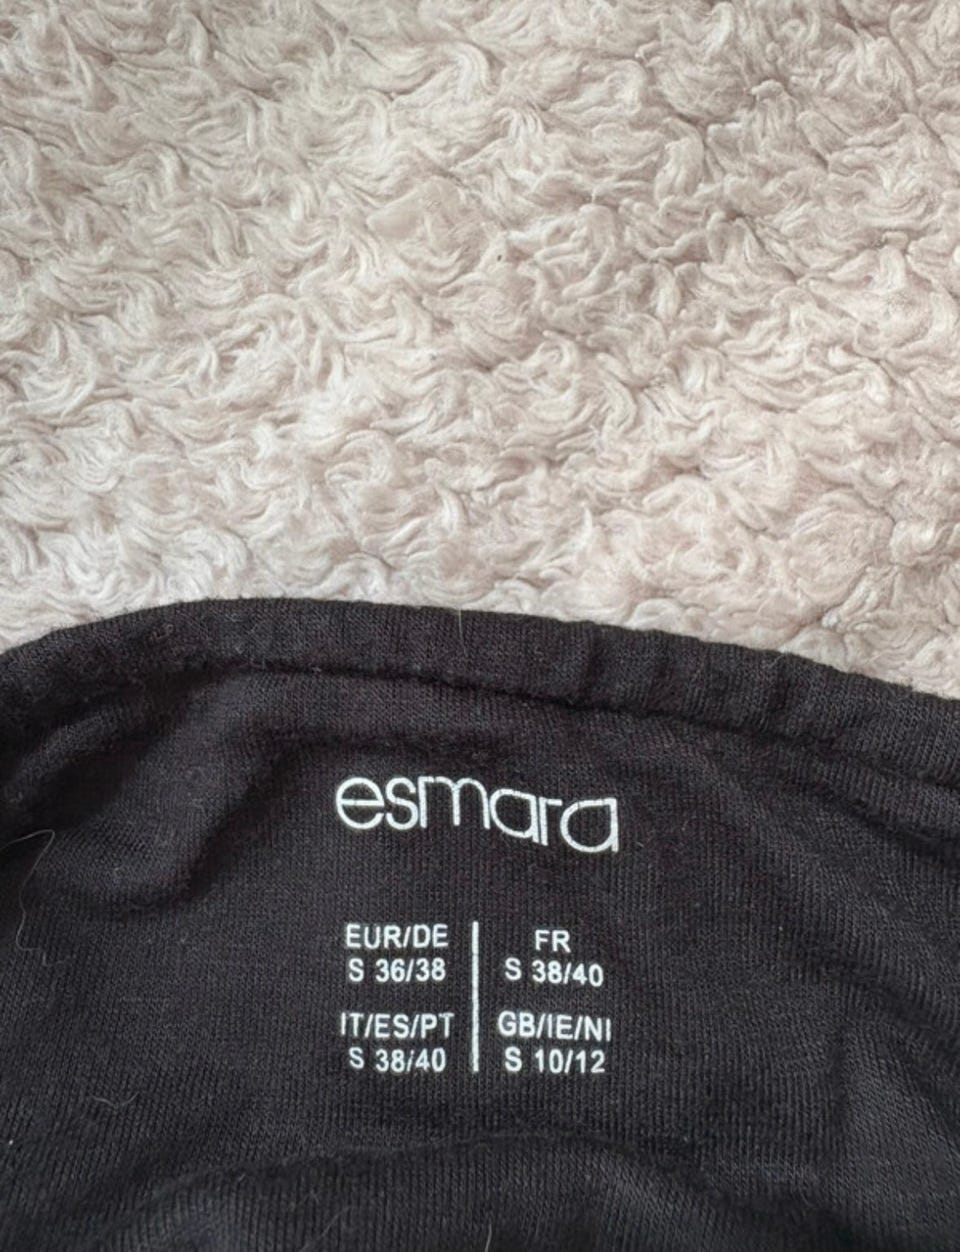 esmara
EUR/DE
S 36/38
FR
S 38/40
IT/ES/PT
S 38/40
GB/IE/NI
S 10/12